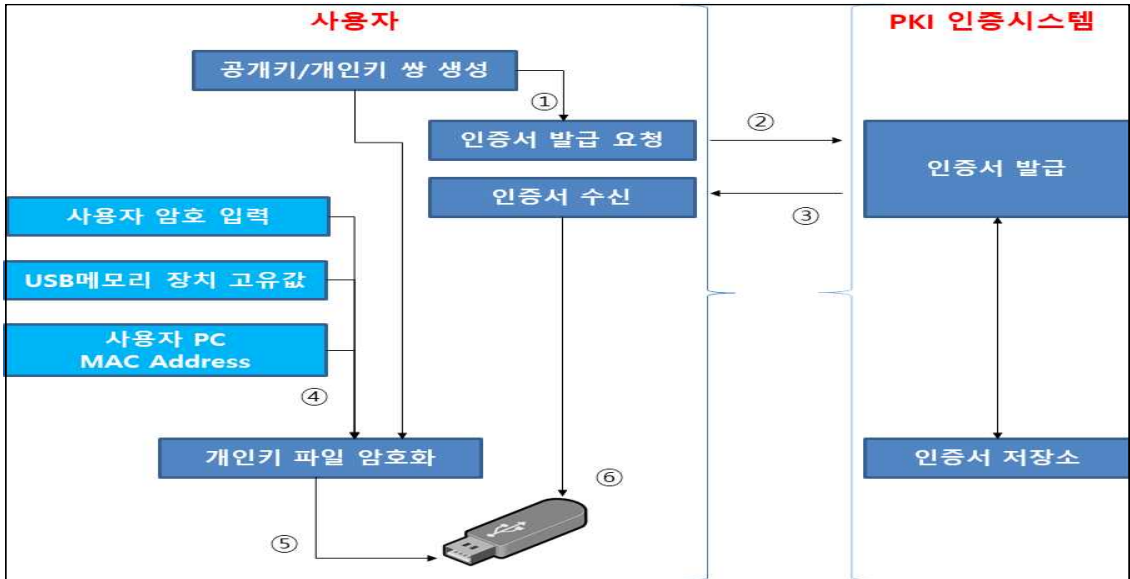 사용자
PKI 인증시스템
공개키/개인키 쌍 생성
①
②
인증서 발급 요청
인증서 발급
인증서 수신
③
사용자 암호 입력
USB메모리 장치 고유값
사용자 PC
MAC Address
④
개인키 파일 암호화
인증서 저장소
⑥
⑤